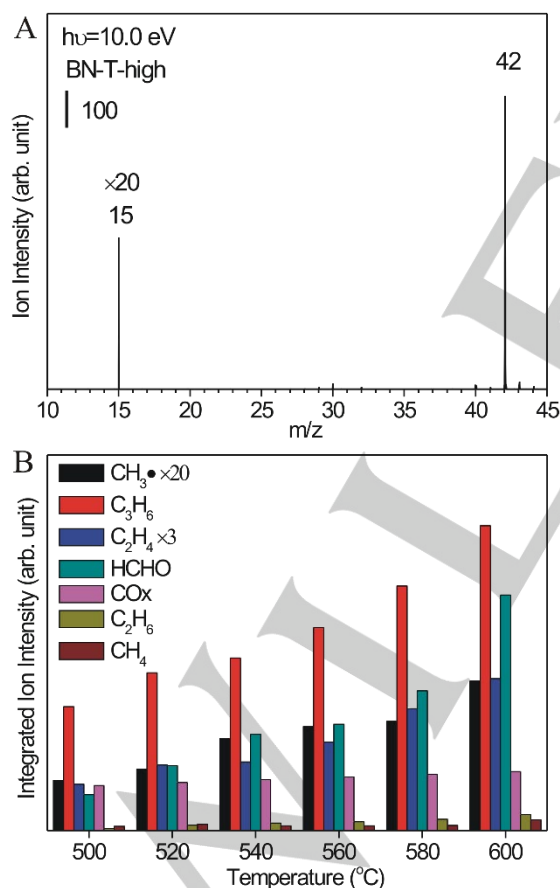 A
hυ=10.0 eV
BN-T-high
100
×20
15
42
Ion Intensity (arb. unit)
10 15 20 25 30 35 40 45
m/z
B
CH₃• ×20
C₃H₆
C₂H₄ ×3
HCHO
COx
C₂H₆
CH₄
Integrated Ion Intensity (arb. unit)
500 520 540 560 580 600
Temperature (°C)